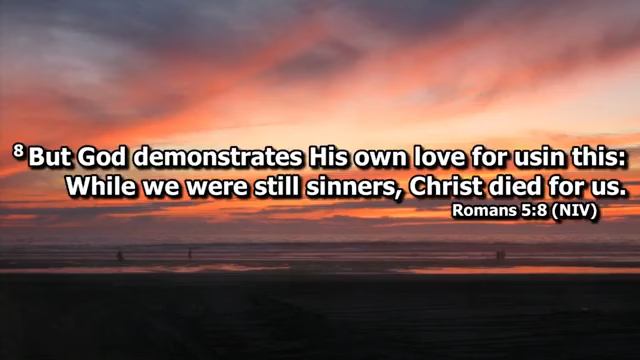 8 But God demonstrates His own love for usin this:
While we were still sinners, Christ died for us.
Romans 5:8 (NIV)